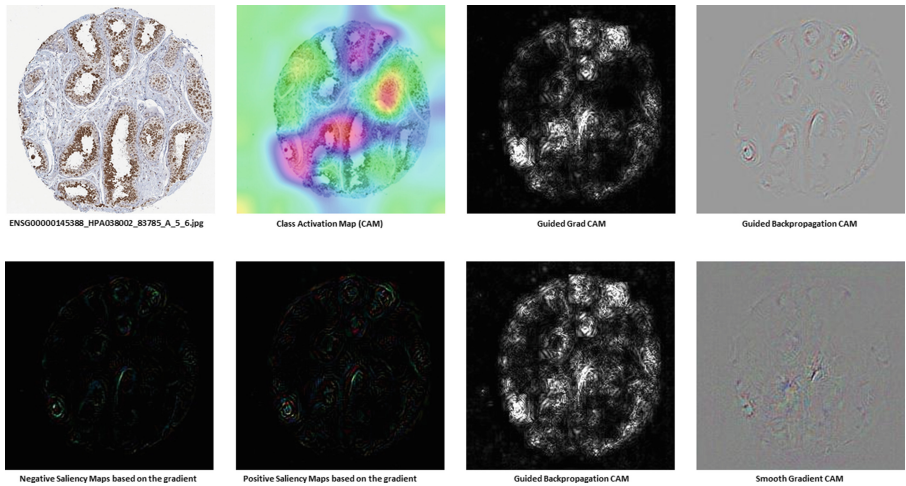 ENSG00000145388_HPA038002_83785_A_5_6.jpg
Class Activation Map (CAM)
Guided Grad CAM
Guided Backpropagation CAM
Negative Saliency Maps based on the gradient
Positive Saliency Maps based on the gradient
Guided Backpropagation CAM
Smooth Gradient CAM